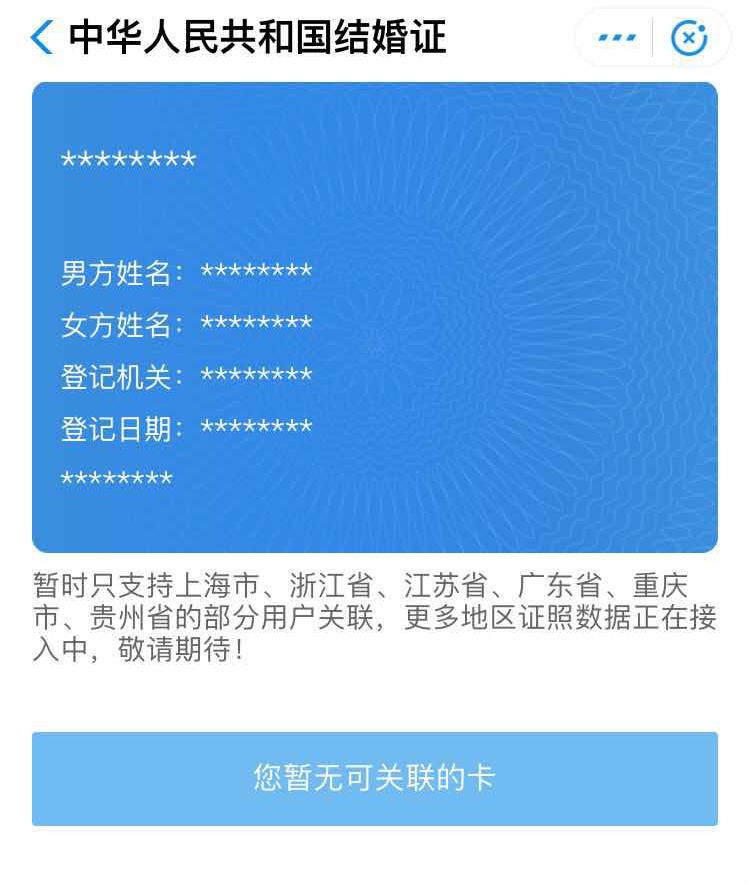 中华人民共和国结婚证
********
男方姓名：********
女方姓名：********
登记机关：********
登记日期：********
********
暂时只支持上海市、浙江省、江苏省、广东省、重庆
市、贵州省的部分用户关联，更多地区证照数据正在接
入中，敬请期待！
您暂无可关联的卡